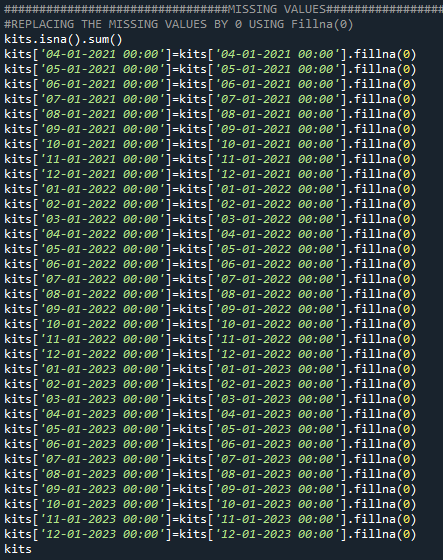 ################################MISSING VALUES#################
#REPLACING THE MISSING VALUES BY 0 USING Fillna(0)
kits.isna().sum()
kits['04-01-2021 00:00']=kits['04-01-2021 00:00'].fillna(0)
kits['05-01-2021 00:00']=kits['05-01-2021 00:00'].fillna(0)
kits['06-01-2021 00:00']=kits['06-01-2021 00:00'].fillna(0)
kits['07-01-2021 00:00']=kits['07-01-2021 00:00'].fillna(0)
kits['08-01-2021 00:00']=kits['08-01-2021 00:00'].fillna(0)
kits['09-01-2021 00:00']=kits['09-01-2021 00:00'].fillna(0)
kits['10-01-2021 00:00']=kits['10-01-2021 00:00'].fillna(0)
kits['11-01-2021 00:00']=kits['11-01-2021 00:00'].fillna(0)
kits['12-01-2021 00:00']=kits['12-01-2021 00:00'].fillna(0)
kits['01-01-2022 00:00']=kits['01-01-2022 00:00'].fillna(0)
kits['02-01-2022 00:00']=kits['02-01-2022 00:00'].fillna(0)
kits['03-01-2022 00:00']=kits['03-01-2022 00:00'].fillna(0)
kits['04-01-2022 00:00']=kits['04-01-2022 00:00'].fillna(0)
kits['05-01-2022 00:00']=kits['05-01-2022 00:00'].fillna(0)
kits['06-01-2022 00:00']=kits['06-01-2022 00:00'].fillna(0)
kits['07-01-2022 00:00']=kits['07-01-2022 00:00'].fillna(0)
kits['08-01-2022 00:00']=kits['08-01-2022 00:00'].fillna(0)
kits['09-01-2022 00:00']=kits['09-01-2022 00:00'].fillna(0)
kits['10-01-2022 00:00']=kits['10-01-2022 00:00'].fillna(0)
kits['11-01-2022 00:00']=kits['11-01-2022 00:00'].fillna(0)
kits['12-01-2022 00:00']=kits['12-01-2022 00:00'].fillna(0)
kits['01-01-2023 00:00']=kits['01-01-2023 00:00'].fillna(0)
kits['02-01-2023 00:00']=kits['02-01-2023 00:00'].fillna(0)
kits['03-01-2023 00:00']=kits['03-01-2023 00:00'].fillna(0)
kits['04-01-2023 00:00']=kits['04-01-2023 00:00'].fillna(0)
kits['05-01-2023 00:00']=kits['05-01-2023 00:00'].fillna(0)
kits['06-01-2023 00:00']=kits['06-01-2023 00:00'].fillna(0)
kits['07-01-2023 00:00']=kits['07-01-2023 00:00'].fillna(0)
kits['08-01-2023 00:00']=kits['08-01-2023 00:00'].fillna(0)
kits['09-01-2023 00:00']=kits['09-01-2023 00:00'].fillna(0)
kits['10-01-2023 00:00']=kits['10-01-2023 00:00'].fillna(0)
kits['11-01-2023 00:00']=kits['11-01-2023 00:00'].fillna(0)
kits['12-01-2023 00:00']=kits['12-01-2023 00:00'].fillna(0)
kits